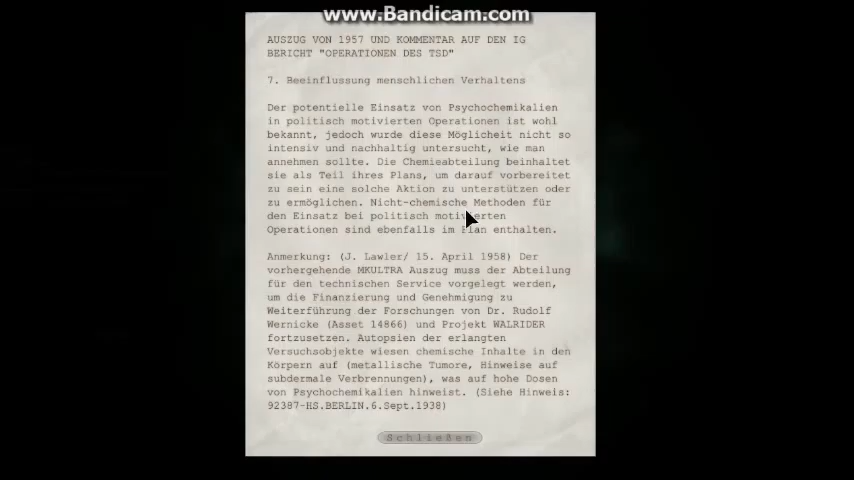 www.Bandicam.com
AUSZUG VON 1957 UND KOMMENTAR AUF DEN IG
BERICHT "OPERATIONEN DES TSD"
7. Beeinflussung menschlichen Verhaltens
Der potentielle Einsatz von Psychochemikalien
in politisch motivierten Operationen ist wohl
bekannt, jedoch wurde diese Möglicheit nicht so
intensiv und nachhaltig untersucht, wie man
annehmen sollte. Die Chemieabteilung beinhaltet
sie als Teil ihres Plans, um darauf vorbereitet
zu sein eine solche Aktion zu unterstützen oder
zu ermöglichen. Nicht-chemische Methoden für
den Einsatz bei politisch motivierten
Operationen sind ebenfalls im Plan enthalten.
Anmerkung: (J. Lawler/ 15. April 1958) Der
vorhergehende MKULTRA Auszug muss der Abteilung
für den technischen Service vorgelegt werden,
um die Finanzierung und Genehmigung zu
Weiterführung der Forschungen von Dr. Rudolf
Wernicke (Asset 14866) und Projekt WALRIDER
fortzusetzen. Autopsien der erlangten
Versuchsobjekte wiesen chemische Inhalte in den
Körpern auf (metallische Tumore, Hinweise auf
subdermale Verbrennungen), was auf hohe Dosen
von Psychochemikalien hinweist. (Siehe Hinweis:
92387-HS.BERLIN.6.Sept.1938)
Schließen